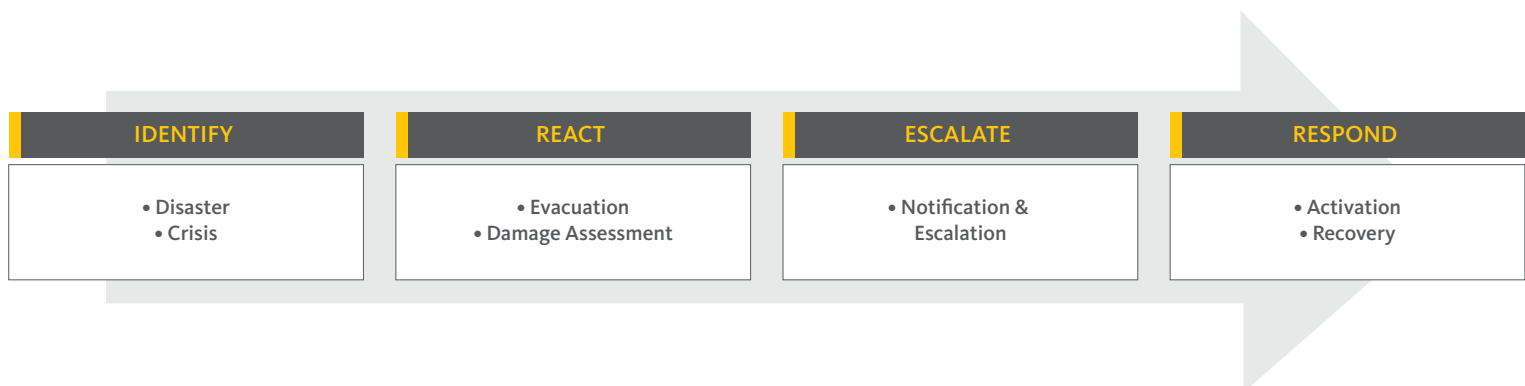 IDENTIFY
• Disaster
• Crisis
REACT
• Evacuation
• Damage Assessment
ESCALATE
• Notification &
Escalation
RESPOND
• Activation
• Recovery